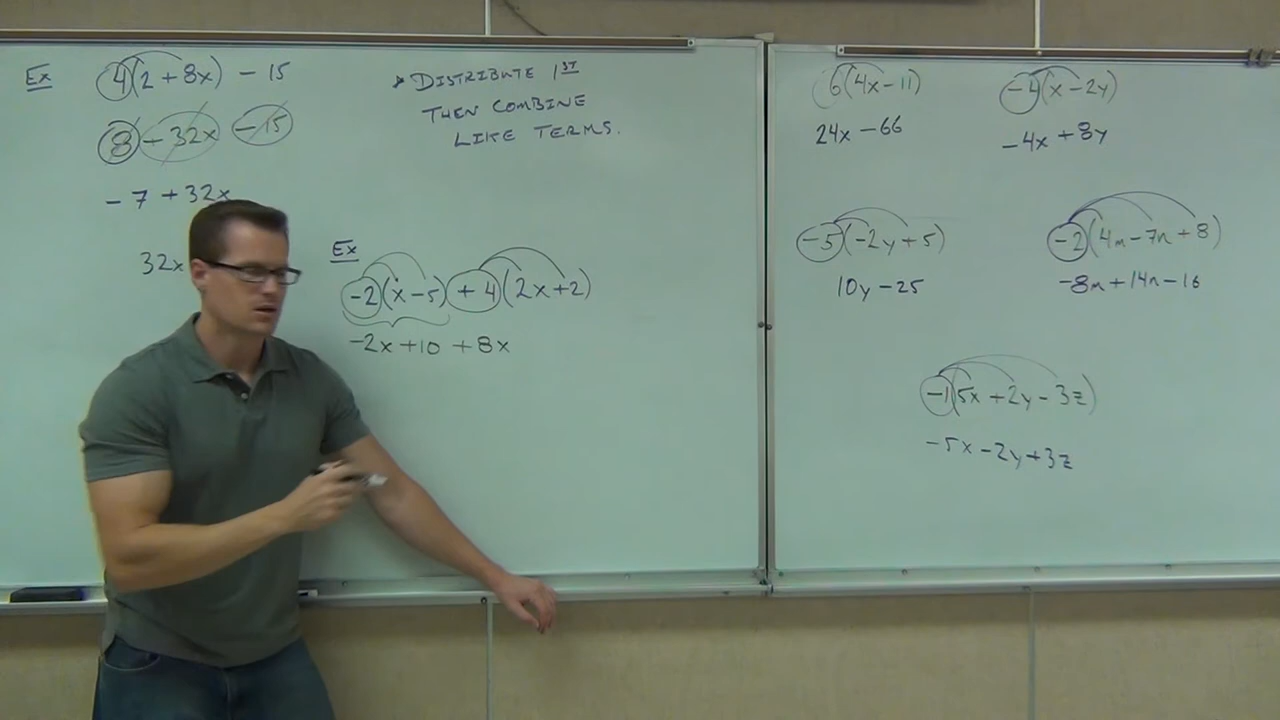 Ex 4(2 + 8x) - 15
8 + 32x - 15
- 7 + 32x
32x
* DISTRIBUTE 1ST
THEN COMBINE
LIKE TERMS.
Ex
-2(x - 5) + 4(2x + 2)
-2x + 10 + 8x
6(4x - 11)
24x - 66
-4(x - 2y)
-4x + 8y
-5(-2y + 5)
10y - 25
-2(4m - 7n + 8)
-8m + 14n - 16
-1(5x + 2y - 3z)
-5x - 2y + 3z